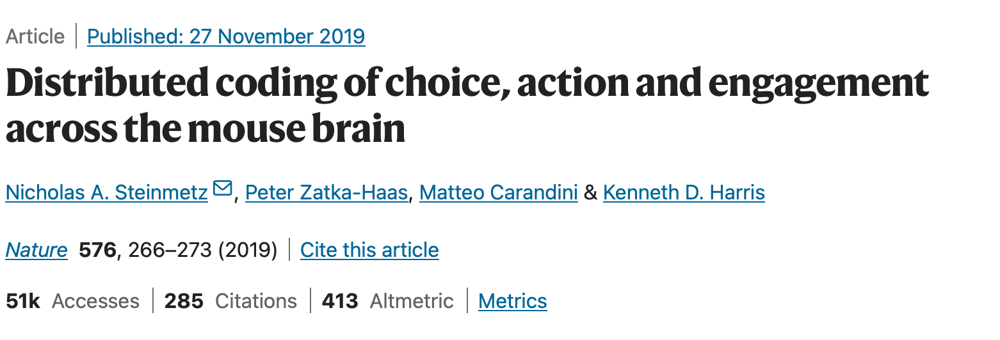 Article | Published: 27 November 2019
Distributed coding of choice, action and engagement
across the mouse brain
Nicholas A. Steinmetz, Peter Zatka-Haas, Matteo Carandini & Kenneth D. Harris
Nature 576, 266–273 (2019) | Cite this article
51k Accesses | 285 Citations | 413 Altmetric | Metrics